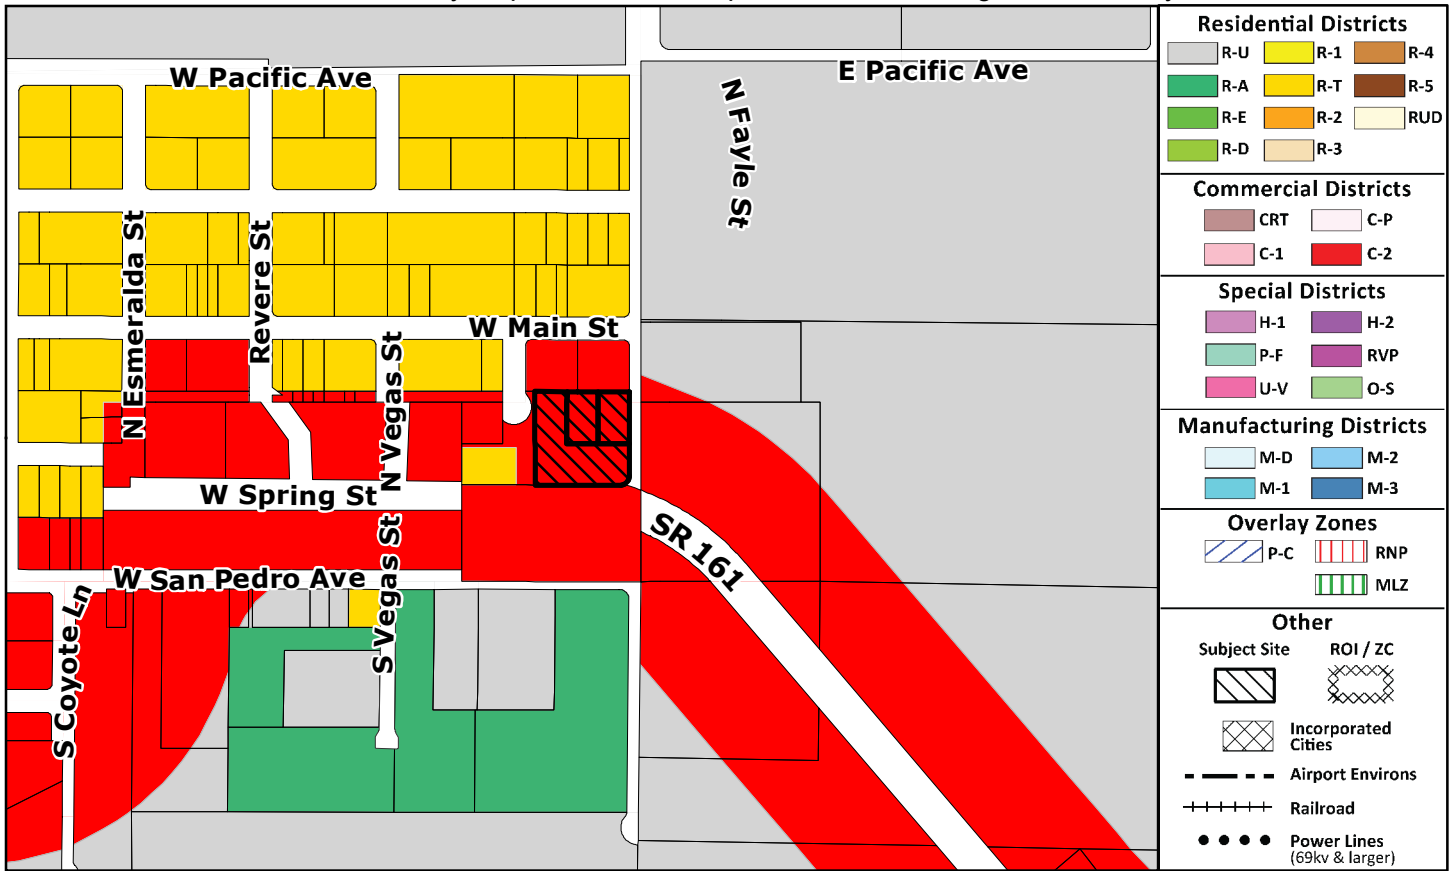 W Pacific Ave
E Pacific Ave
N Fayle St
N Esmeralda St
Revere St
W Main St
N Vegas St
W Spring St
SR 161
W San Pedro Ave
S Vegas St
S Coyote Ln
Residential Districts
R-U R-1 R-4
R-A R-T R-5
R-E R-2 RUD
R-D R-3
Commercial Districts
CRT C-P
C-1 C-2
Special Districts
H-1 H-2
P-F RVP
U-V O-S
Manufacturing Districts
M-D M-2
M-1 M-3
Overlay Zones
P-C RNP
MLZ
Other
Subject Site ROI / ZC
Incorporated
Cities
Airport Environs
Railroad
Power Lines
(69kv & larger)